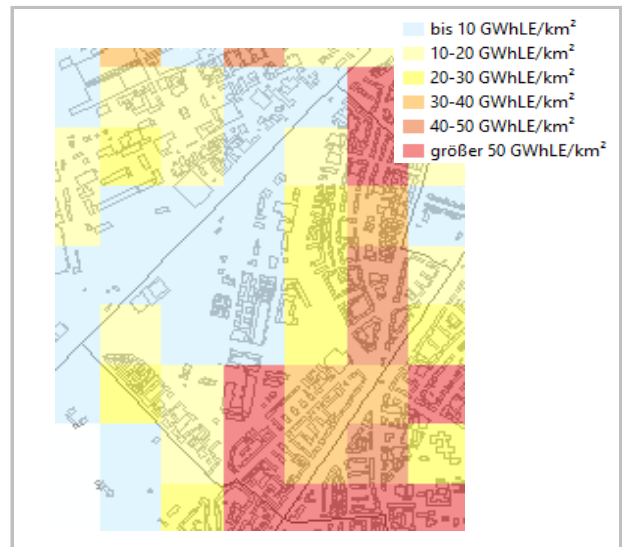 bis 10 GWhLE/km²
10-20 GWhLE/km²
20-30 GWhLE/km²
30-40 GWhLE/km²
40-50 GWhLE/km²
größer 50 GWhLE/km²